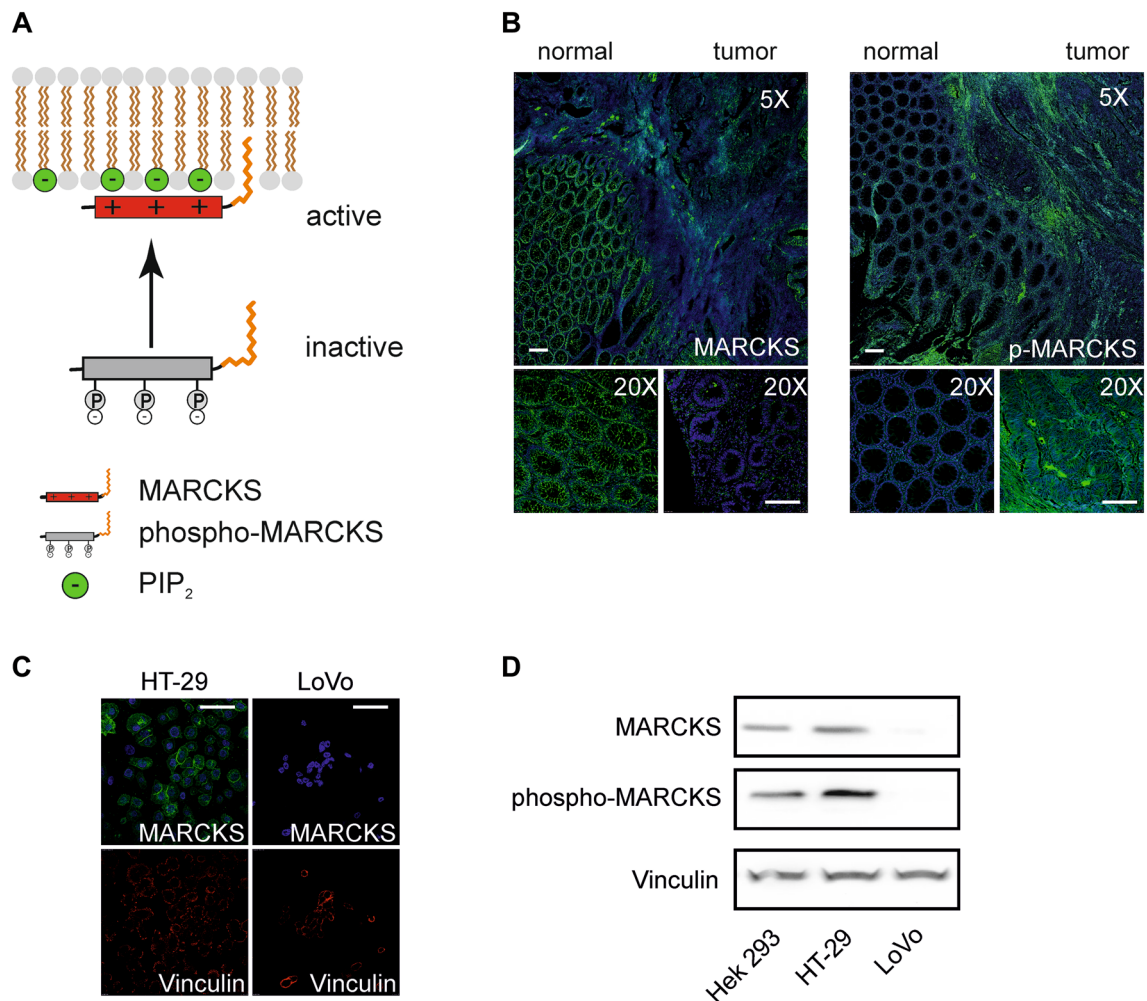 A
active
inactive
+ + +
- - - -
P P P
- - -
MARCKS
phospho-MARCKS
PIP2
B
normal tumor normal tumor
5X 5X
MARCKS p-MARCKS
20X 20X 20X 20X
C
HT-29 LoVo
MARCKS MARCKS
Vinculin Vinculin
D
MARCKS
phospho-MARCKS
Vinculin
Hek 293 HT-29 LoVo